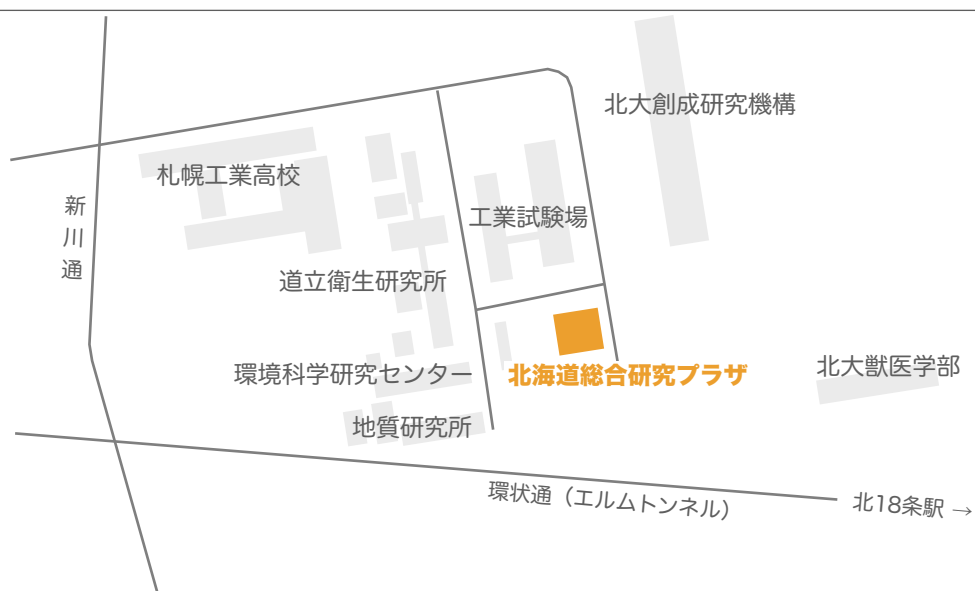 北大創成研究機構
札幌工業高校
新川通
工業試験場
道立衛生研究所
環境科学研究センター
北海道総合研究プラザ
北大獣医学部
地質研究所
環状通（エルムトンネル）
北18条駅 →